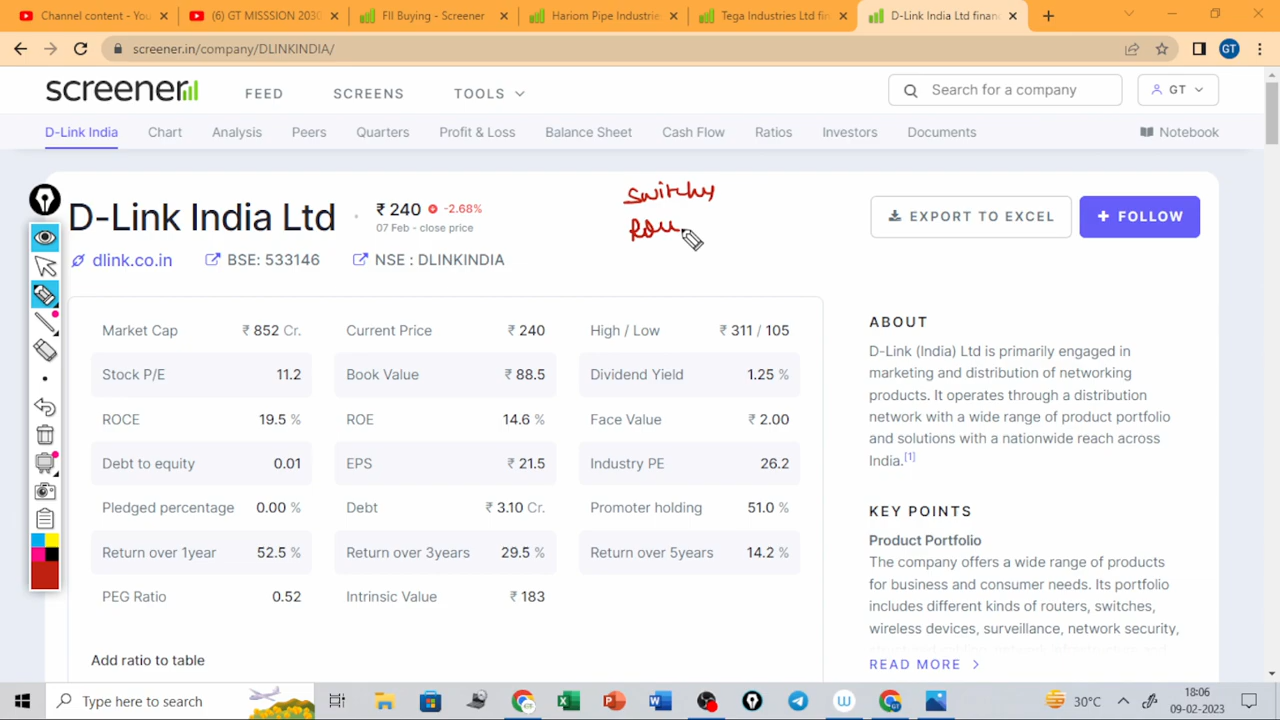 Channel content - You
(6) GT MISSSION 2030
FII Buying - Screener
Hariom Pipe Industrie
Tega Industries Ltd fin
D-Link India Ltd financ
screener.in/company/DLINKINDIA/
GT
screener
FEED
SCREENS
TOOLS
Search for a company
GT
D-Link India
Chart
Analysis
Peers
Quarters
Profit & Loss
Balance Sheet
Cash Flow
Ratios
Investors
Documents
Notebook
D-Link India Ltd
₹ 240
-2.68%
07 Feb - close price
Switchy
Rou
EXPORT TO EXCEL
+ FOLLOW
dlink.co.in
BSE: 533146
NSE : DLINKINDIA
Market Cap ₹ 852 Cr.
Current Price ₹ 240
High / Low ₹ 311 / 105
Stock P/E 11.2
Book Value ₹ 88.5
Dividend Yield 1.25 %
ROCE 19.5 %
ROE 14.6 %
Face Value ₹ 2.00
Debt to equity 0.01
EPS ₹ 21.5
Industry PE 26.2
Pledged percentage 0.00 %
Debt ₹ 3.10 Cr.
Promoter holding 51.0 %
Return over 1year 52.5 %
Return over 3years 29.5 %
Return over 5years 14.2 %
PEG Ratio 0.52
Intrinsic Value ₹ 183
Add ratio to table
ABOUT
D-Link (India) Ltd is primarily engaged in
marketing and distribution of networking
products. It operates through a distribution
network with a wide range of product portfolio
and solutions with a nationwide reach across
India.[1]
KEY POINTS
Product Portfolio
The company offers a wide range of products
for business and consumer needs. Its portfolio
includes different kinds of routers, switches,
wireless devices, surveillance, network security,
READ MORE
Type here to search
30°C
18:06
09-02-2023